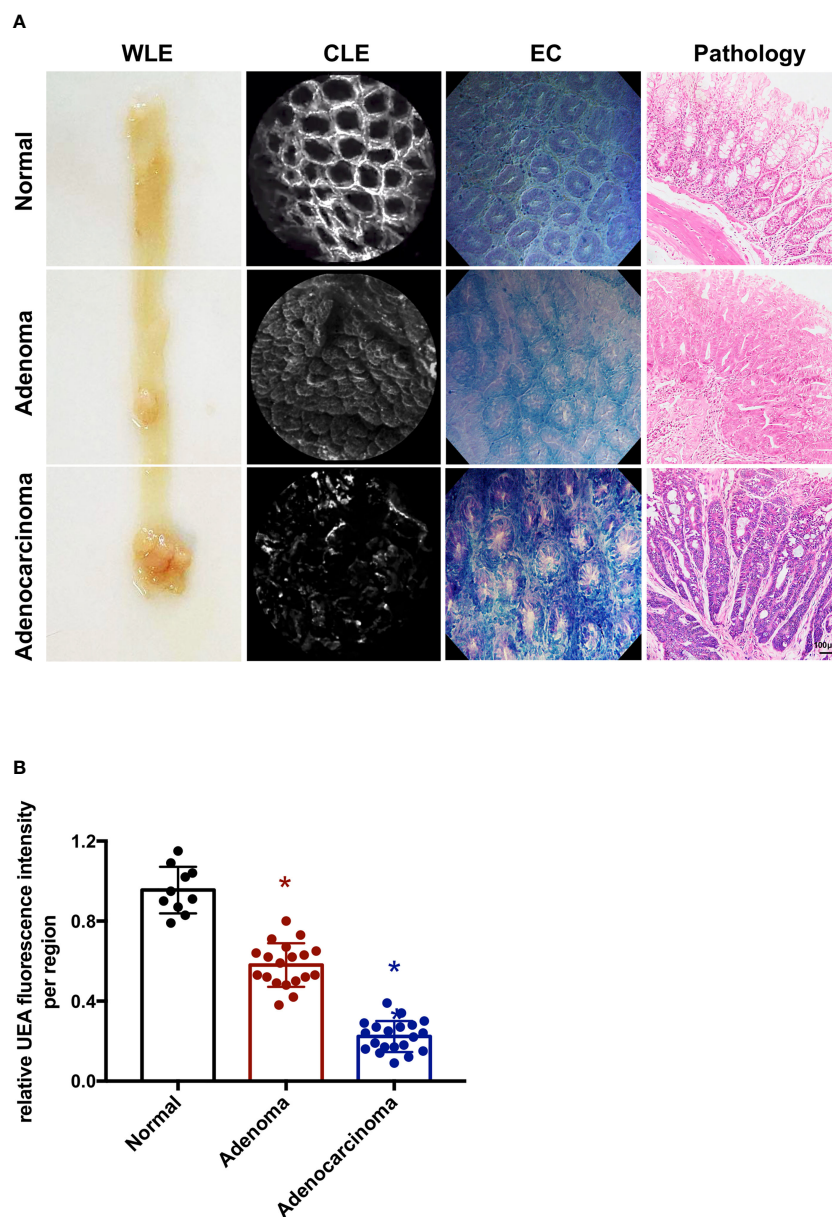 A
WLE CLE EC Pathology
Normal
Adenoma
Adenocarcinoma
100μ
B
relative UEA fluorescence intensity
per region
1.2
0.8
0.4
0.0
*
*
*
Normal
Adenoma
Adenocarcinoma